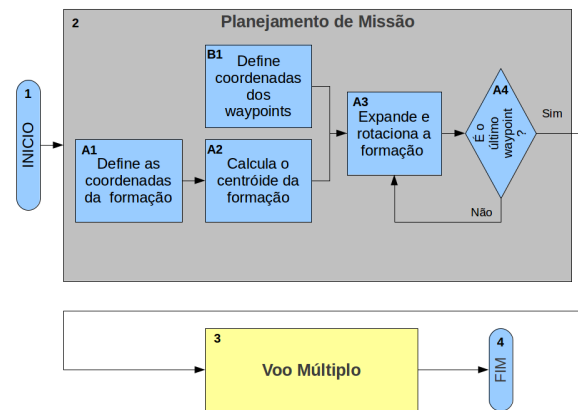 2
Planejamento de Missão
1
INICIO
B1
Define
coordenadas
dos
waypoints
A1
Define as
coordenadas
da formação
A2
Calcula o
centróide da
formação
A3
Expande e
rotaciona a
formação
A4
É o
último
waypoint
?
Sim
Não
3
Voo Múltiplo
4
FIM